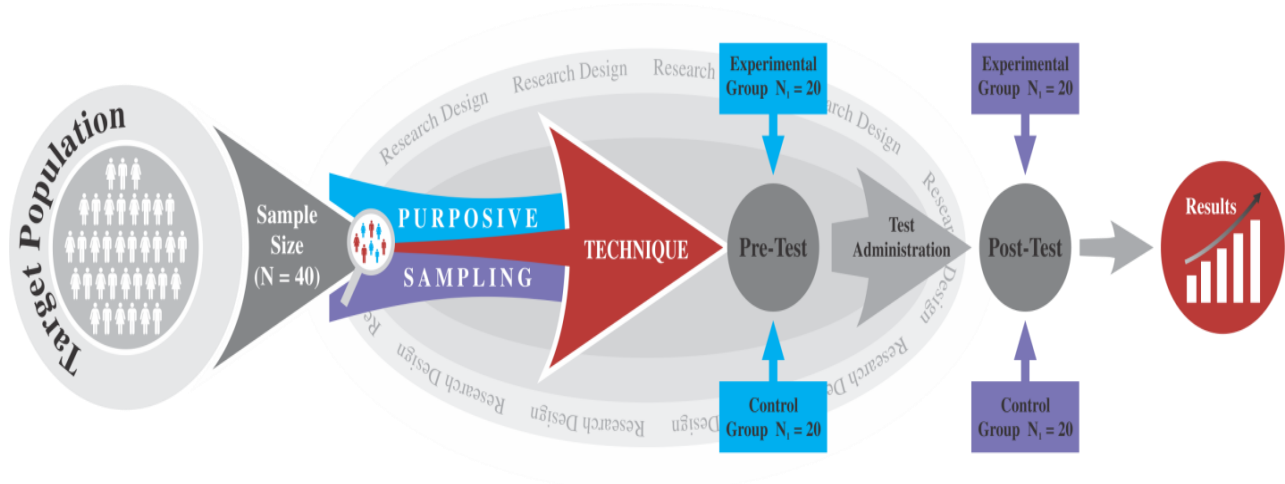 Target Population
Sample
Size
(N = 40)
PURPOSIVE
SAMPLING
TECHNIQUE
Research Design
Research Design
Research
Research Design
Research Design
Research Design
Research Design
Research Design
Design
Research Design
Experimental
Group N₁ = 20
Pre-Test
Control
Group N₁ = 20
Test
Administration
Experimental
Group N₁ = 20
Post-Test
Control
Group N₁ = 20
Results